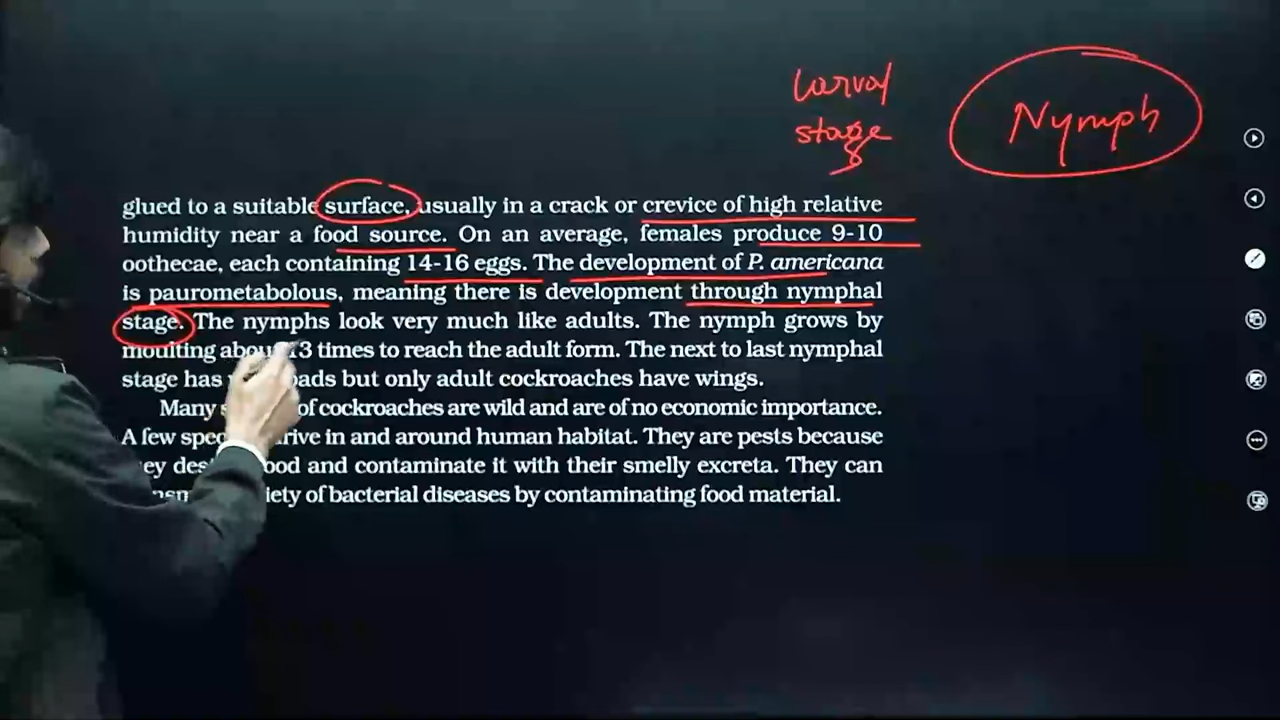 larval
stage
Nymph
glued to a suitable surface, usually in a crack or crevice of high relative
humidity near a food source. On an average, females produce 9-10
oothecae, each containing 14-16 eggs. The development of P. americana
is paurometabolous, meaning there is development through nymphal
stage. The nymphs look very much like adults. The nymph grows by
moulting about 13 times to reach the adult form. The next to last nymphal
stage has pads but only adult cockroaches have wings.
Many of cockroaches are wild and are of no economic importance.
A few in and around human habitat. They are pests because
food and contaminate it with their smelly excreta. They can
of bacterial diseases by contaminating food material.